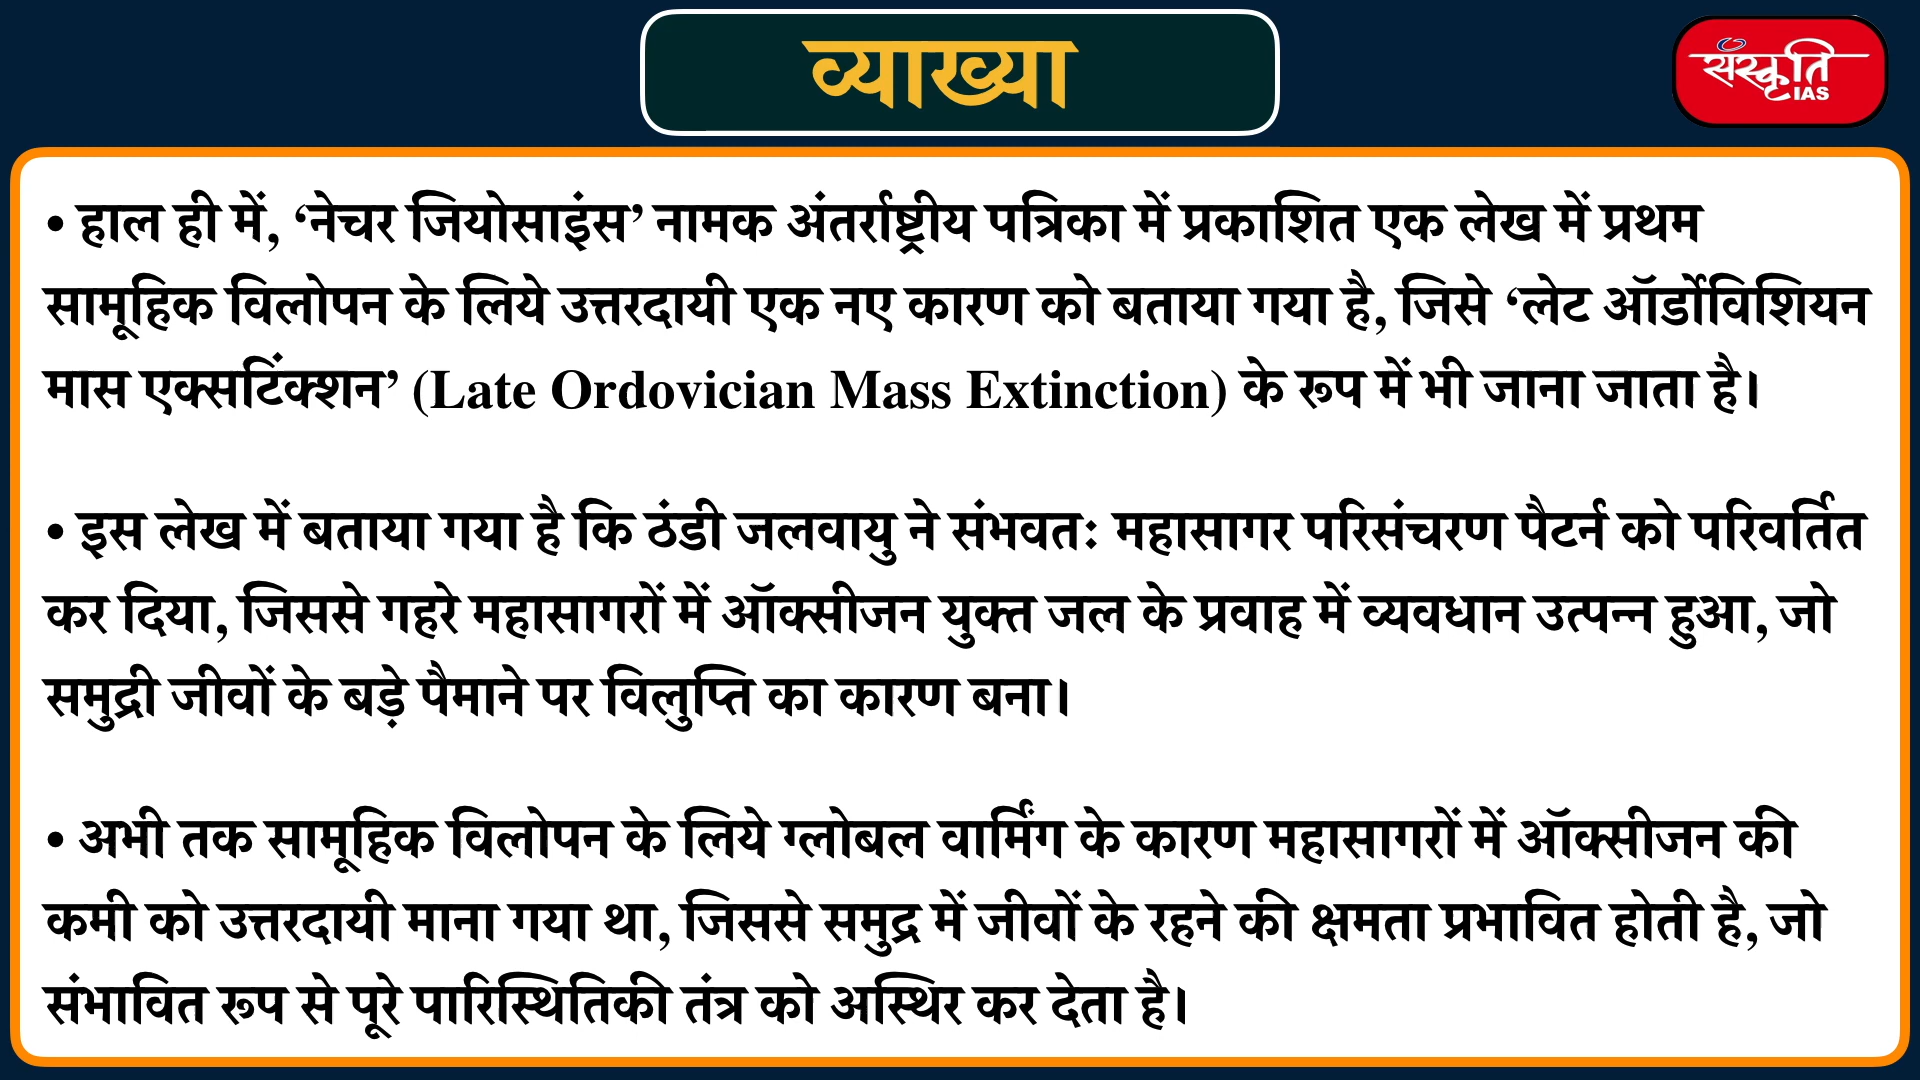 व्याख्या
संस्कृति
IAS
• हाल ही में, ‘नेचर जियोसाइंस’ नामक अंतर्राष्ट्रीय पत्रिका में प्रकाशित एक लेख में प्रथम
सामूहिक विलोपन के लिये उत्तरदायी एक नए कारण को बताया गया है, जिसे ‘लेट ऑर्डोविशियन
मास एक्सटिंक्शन’ (Late Ordovician Mass Extinction) के रूप में भी जाना जाता है।
• इस लेख में बताया गया है कि ठंडी जलवायु ने संभवतः महासागर परिसंचरण पैटर्न को परिवर्तित
कर दिया, जिससे गहरे महासागरों में ऑक्सीजन युक्त जल के प्रवाह में व्यवधान उत्पन्न हुआ, जो
समुद्री जीवों के बड़े पैमाने पर विलुप्ति का कारण बना।
• अभी तक सामूहिक विलोपन के लिये ग्लोबल वार्मिंग के कारण महासागरों में ऑक्सीजन की
कमी को उत्तरदायी माना गया था, जिससे समुद्र में जीवों के रहने की क्षमता प्रभावित होती है, जो
संभावित रूप से पूरे पारिस्थितिकी तंत्र को अस्थिर कर देता है।